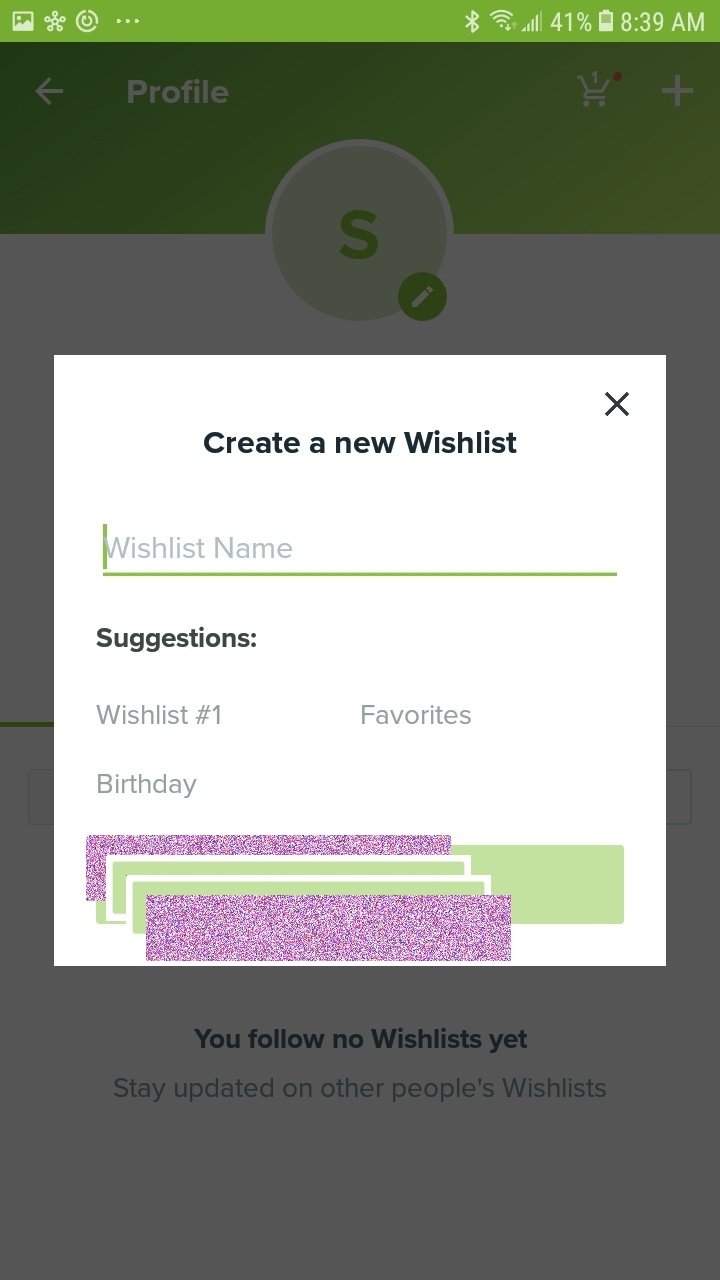 41% 8:39 AM
Profile
1
S
Create a new Wishlist
Wishlist Name
Suggestions:
Wishlist #1 Favorites
Birthday
You follow no Wishlists yet
Stay updated on other people's Wishlists